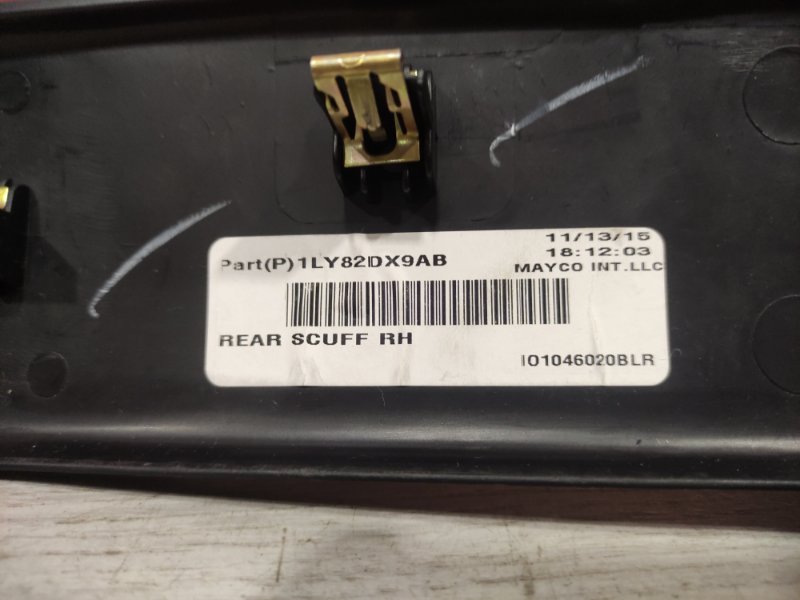 Part(P)1LY82DX9AB
11/13/15
18:12:03
MAYCO INT.LLC
REAR SCUFF RH
IO1046020BLR